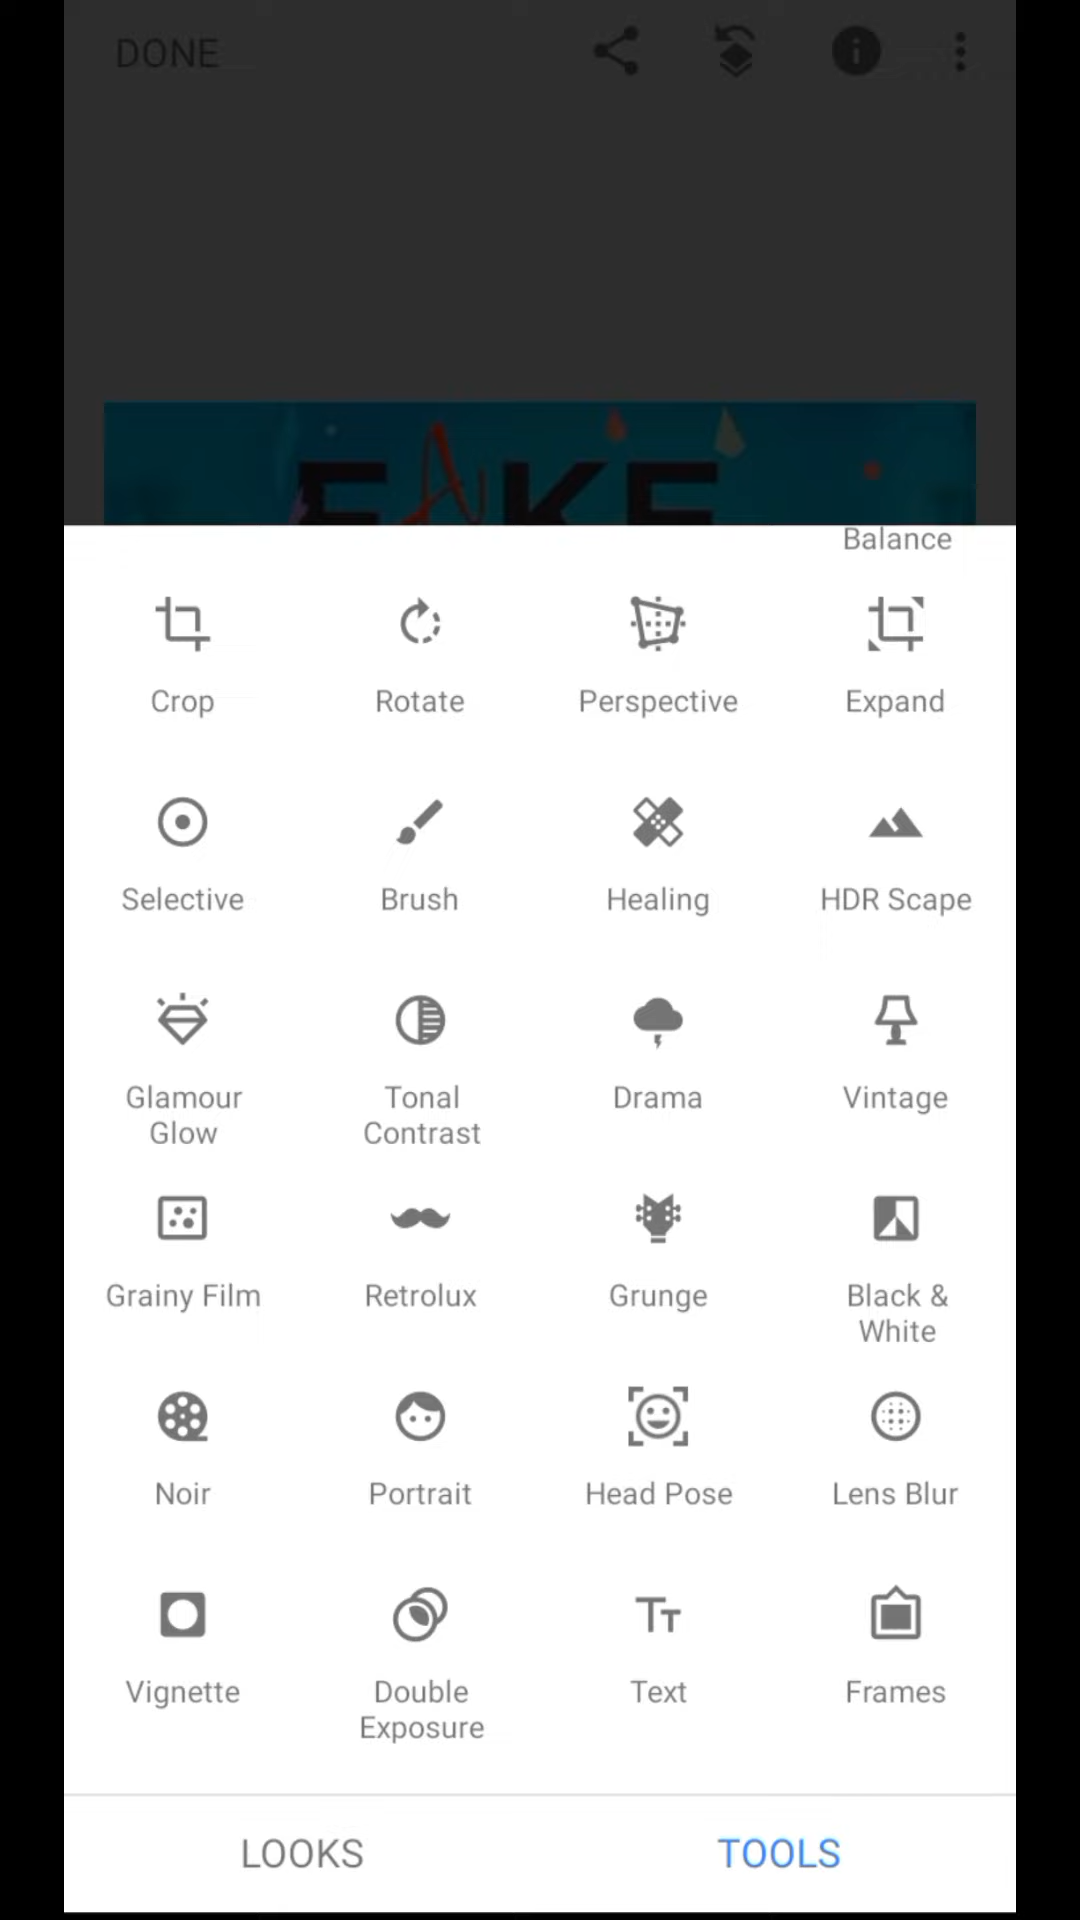 DONE
FAKE
Balance
Crop Rotate Perspective Expand
Selective Brush Healing HDR Scape
Glamour Glow Tonal Contrast Drama Vintage
Grainy Film Retrolux Grunge Black & White
Noir Portrait Head Pose Lens Blur
Vignette Double Exposure Text Frames
LOOKS TOOLS